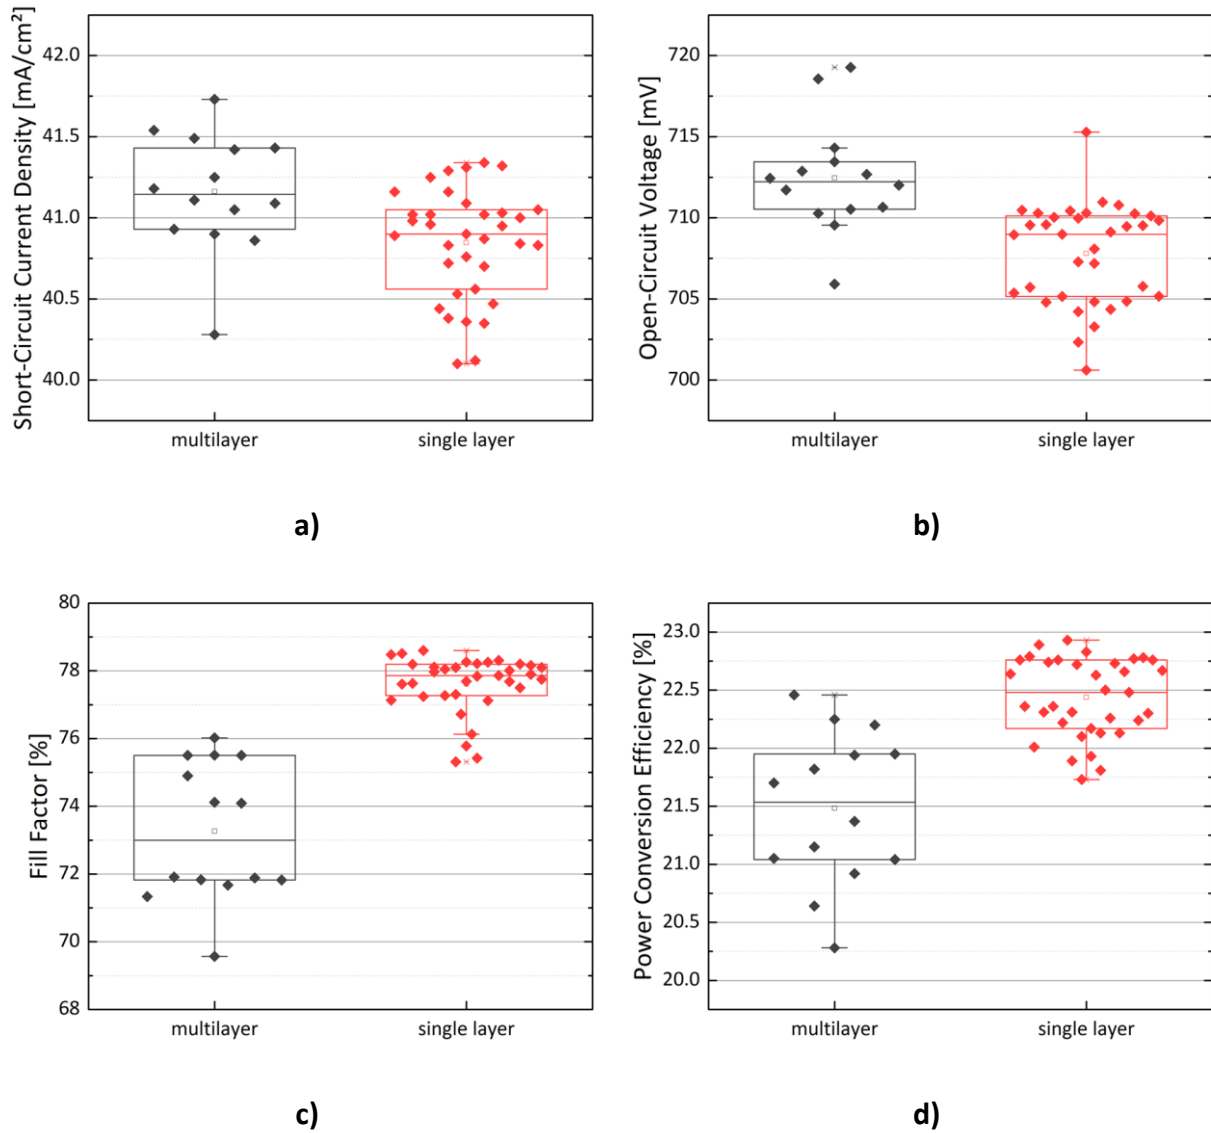 Short-Circuit Current Density [mA/cm²]
42.0
41.5
41.0
40.5
40.0
multilayer
single layer
a)
Open-Circuit Voltage [mV]
720
715
710
705
700
multilayer
single layer
b)
Fill Factor [%]
80
78
76
74
72
70
68
multilayer
single layer
c)
Power Conversion Efficiency [%]
23.0
22.5
22.0
21.5
21.0
20.5
20.0
multilayer
single layer
d)